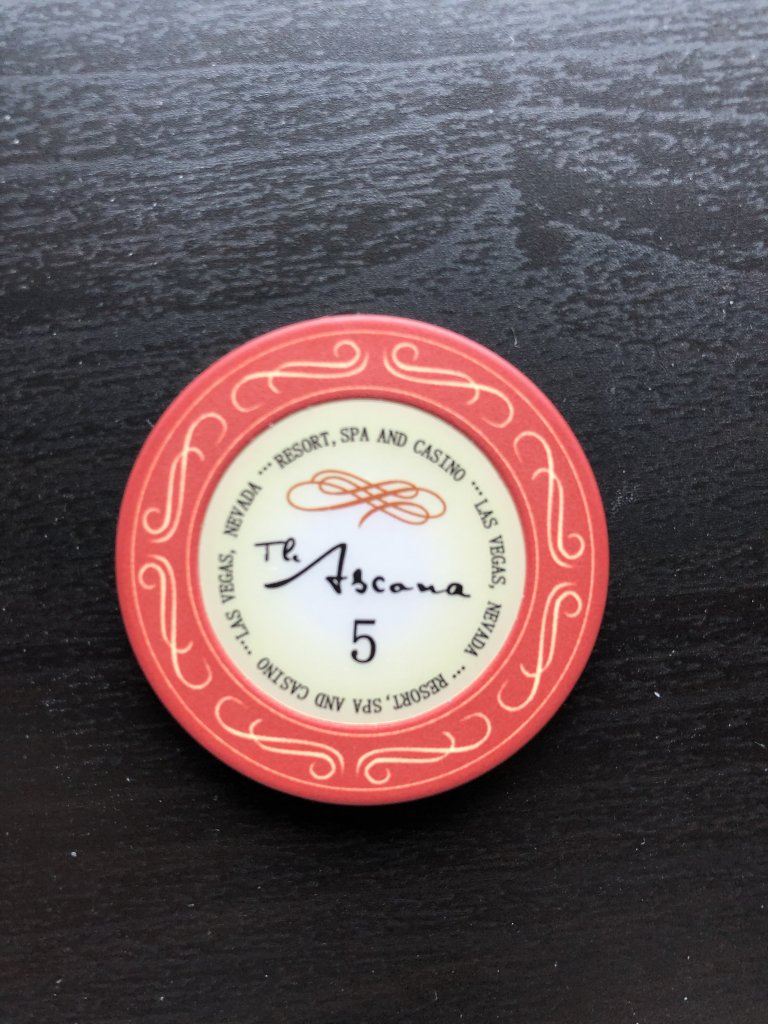 RESORT, SPA AND CASINO ... LAS VEGAS, NEVADA ... RESORT, SPA AND CASINO ... LAS VEGAS, NEVADA ...
The Ascona
5